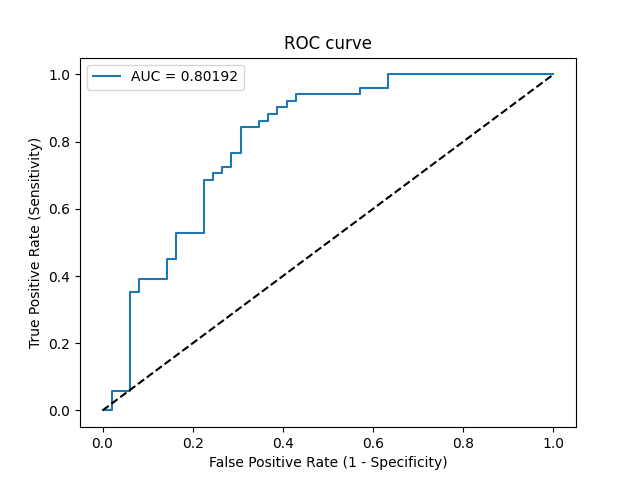 ROC curve
AUC = 0.80192
True Positive Rate (Sensitivity)
1.0
0.8
0.6
0.4
0.2
0.0
0.0 0.2 0.4 0.6 0.8 1.0
False Positive Rate (1 - Specificity)